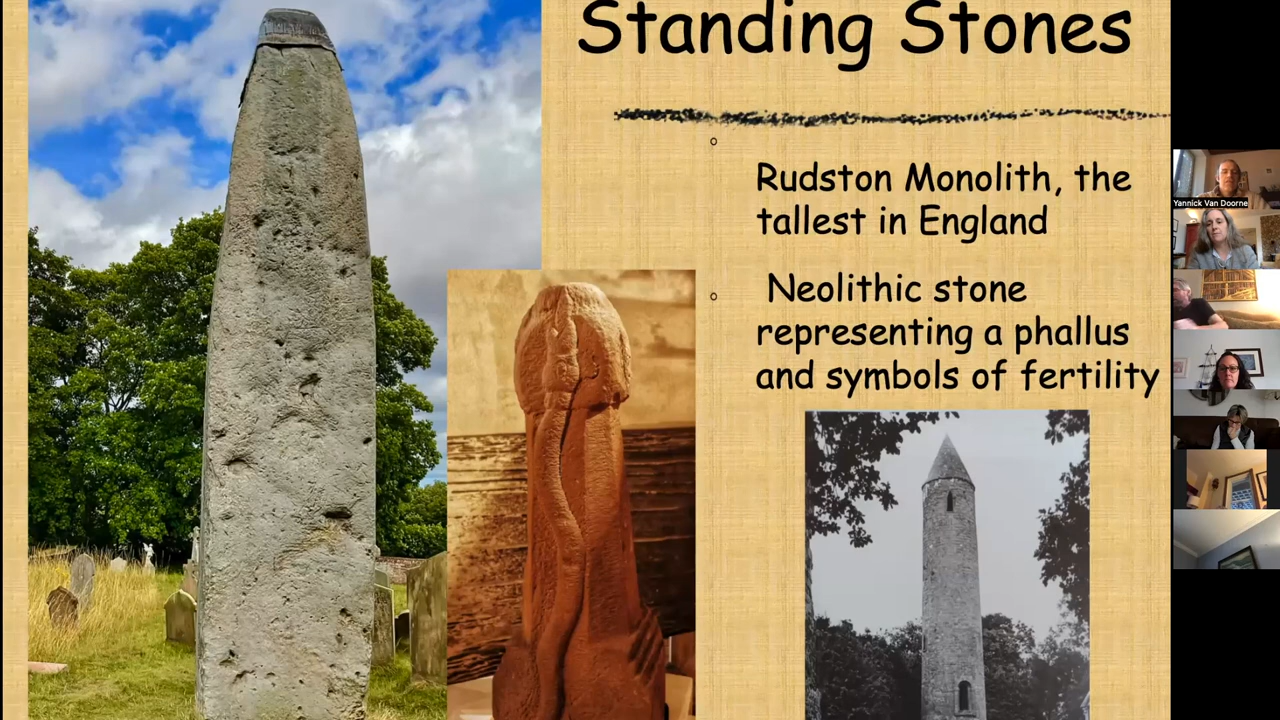 Standing Stones
Rudston Monolith, the
tallest in England
Neolithic stone
representing a phallus
and symbols of fertility
Yannick Van Doorne